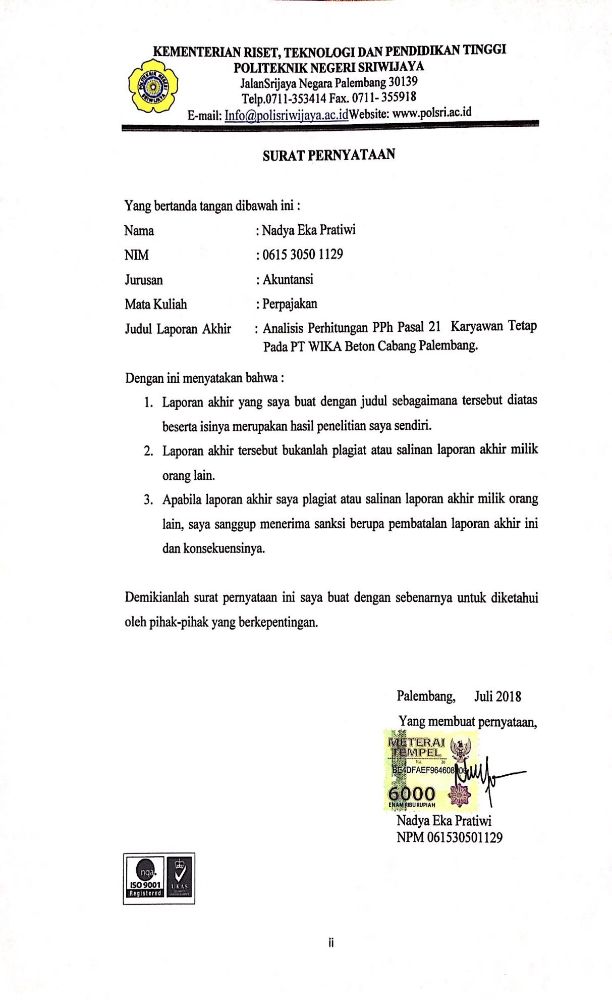 KEMENTERIAN RISET, TEKNOLOGI DAN PENDIDIKAN TINGGI
POLITEKNIK NEGERI SRIWIJAYA
JalanSrijaya Negara Palembang 30139
Telp.0711-353414 Fax. 0711- 355918
E-mail: Info@polisriwijaya.ac.idWebsite: www.polsri.ac.id
POLITEKNIK NEGERI
SRIWIJAYA
SURAT PERNYATAAN
Yang bertanda tangan dibawah ini :
Nama : Nadya Eka Pratiwi
NIM : 0615 3050 1129
Jurusan : Akuntansi
Mata Kuliah : Perpajakan
Judul Laporan Akhir : Analisis Perhitungan PPh Pasal 21 Karyawan Tetap
Pada PT WIKA Beton Cabang Palembang.
Dengan ini menyatakan bahwa :
1. Laporan akhir yang saya buat dengan judul sebagaimana tersebut diatas
beserta isinya merupakan hasil penelitian saya sendiri.
2. Laporan akhir tersebut bukanlah plagiat atau salinan laporan akhir milik
orang lain.
3. Apabila laporan akhir saya plagiat atau salinan laporan akhir milik orang
lain, saya sanggup menerima sanksi berupa pembatalan laporan akhir ini
dan konsekuensinya.
Demikianlah surat pernyataan ini saya buat dengan sebenarnya untuk diketahui
oleh pihak-pihak yang berkepentingan.
Palembang, Juli 2018
Yang membuat pernyataan,
METERAI
TEMPEL
TGL. 20
6000
ENAM RIBU RUPIAH
Nadya Eka Pratiwi
NPM 061530501129
nqa.
ISO 9001
Registered
UKAS
QUALITY
MANAGEMENT
ii